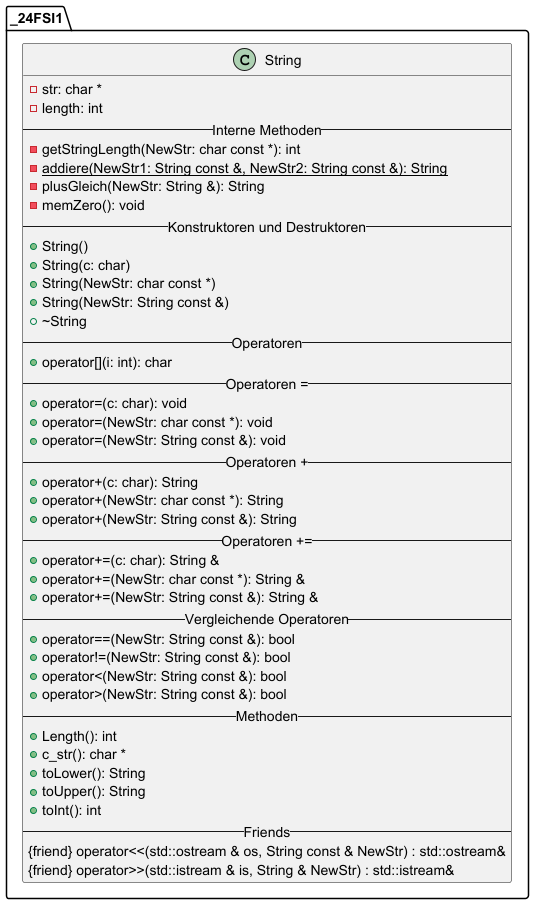 _24FSI1
C String
str: char *
length: int
Interne Methoden
getStringLength(NewStr: char const *): int
addiere(NewStr1: String const &, NewStr2: String const &): String
plusGleich(NewStr: String &): String
memZero(): void
Konstruktoren und Destruktoren
String()
String(c: char)
String(NewStr: char const *)
String(NewStr: String const &)
~String
Operatoren
operator[](i: int): char
Operatoren =
operator=(c: char): void
operator=(NewStr: char const *): void
operator=(NewStr: String const &): void
Operatoren +
operator+(c: char): String
operator+(NewStr: char const *): String
operator+(NewStr: String const &): String
Operatoren +=
operator+=(c: char): String &
operator+=(NewStr: char const *): String &
operator+=(NewStr: String const &): String &
Vergleichende Operatoren
operator==(NewStr: String const &): bool
operator!=(NewStr: String const &): bool
operator<(NewStr: String const &): bool
operator>(NewStr: String const &): bool
Methoden
Length(): int
c_str(): char *
toLower(): String
toUpper(): String
toInt(): int
Friends
{friend} operator<<(std::ostream & os, String const & NewStr) : std::ostream&
{friend} operator>>(std::istream & is, String & NewStr) : std::istream&